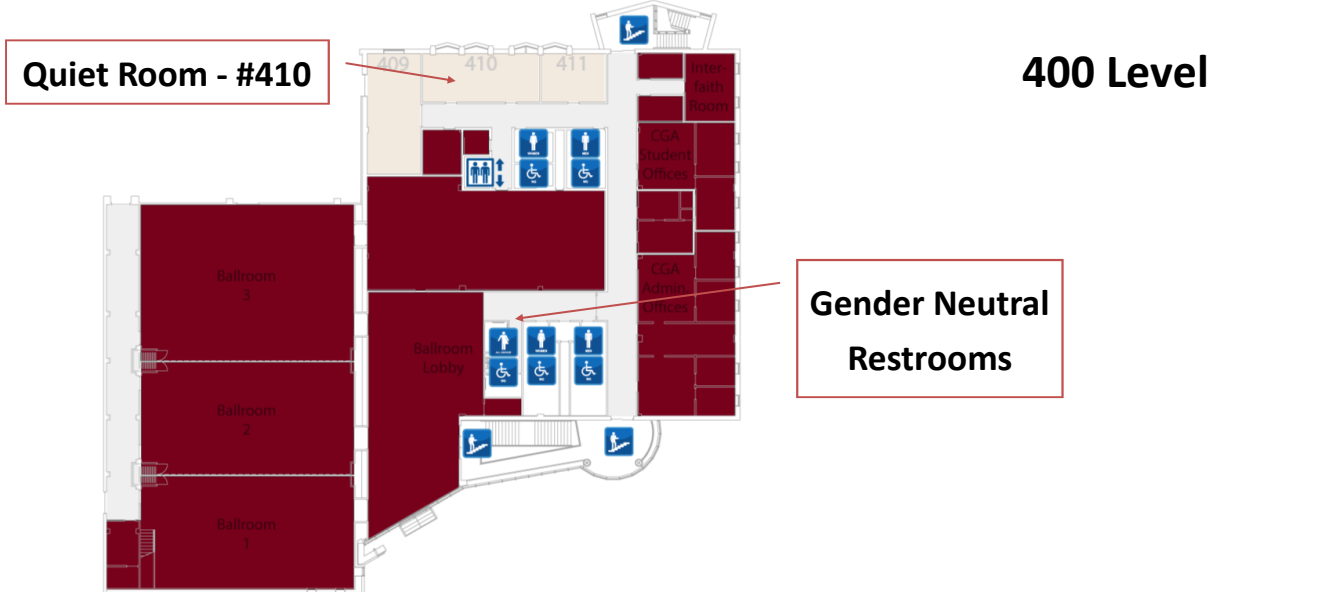 Quiet Room - #410
400 Level
409
410
411
Inter-
faith
Room
CGA
Student
Offices
Ballroom
3
CGA
Admin.
Offices
Gender Neutral
Restrooms
Ballroom
Lobby
Ballroom
2
Ballroom
1